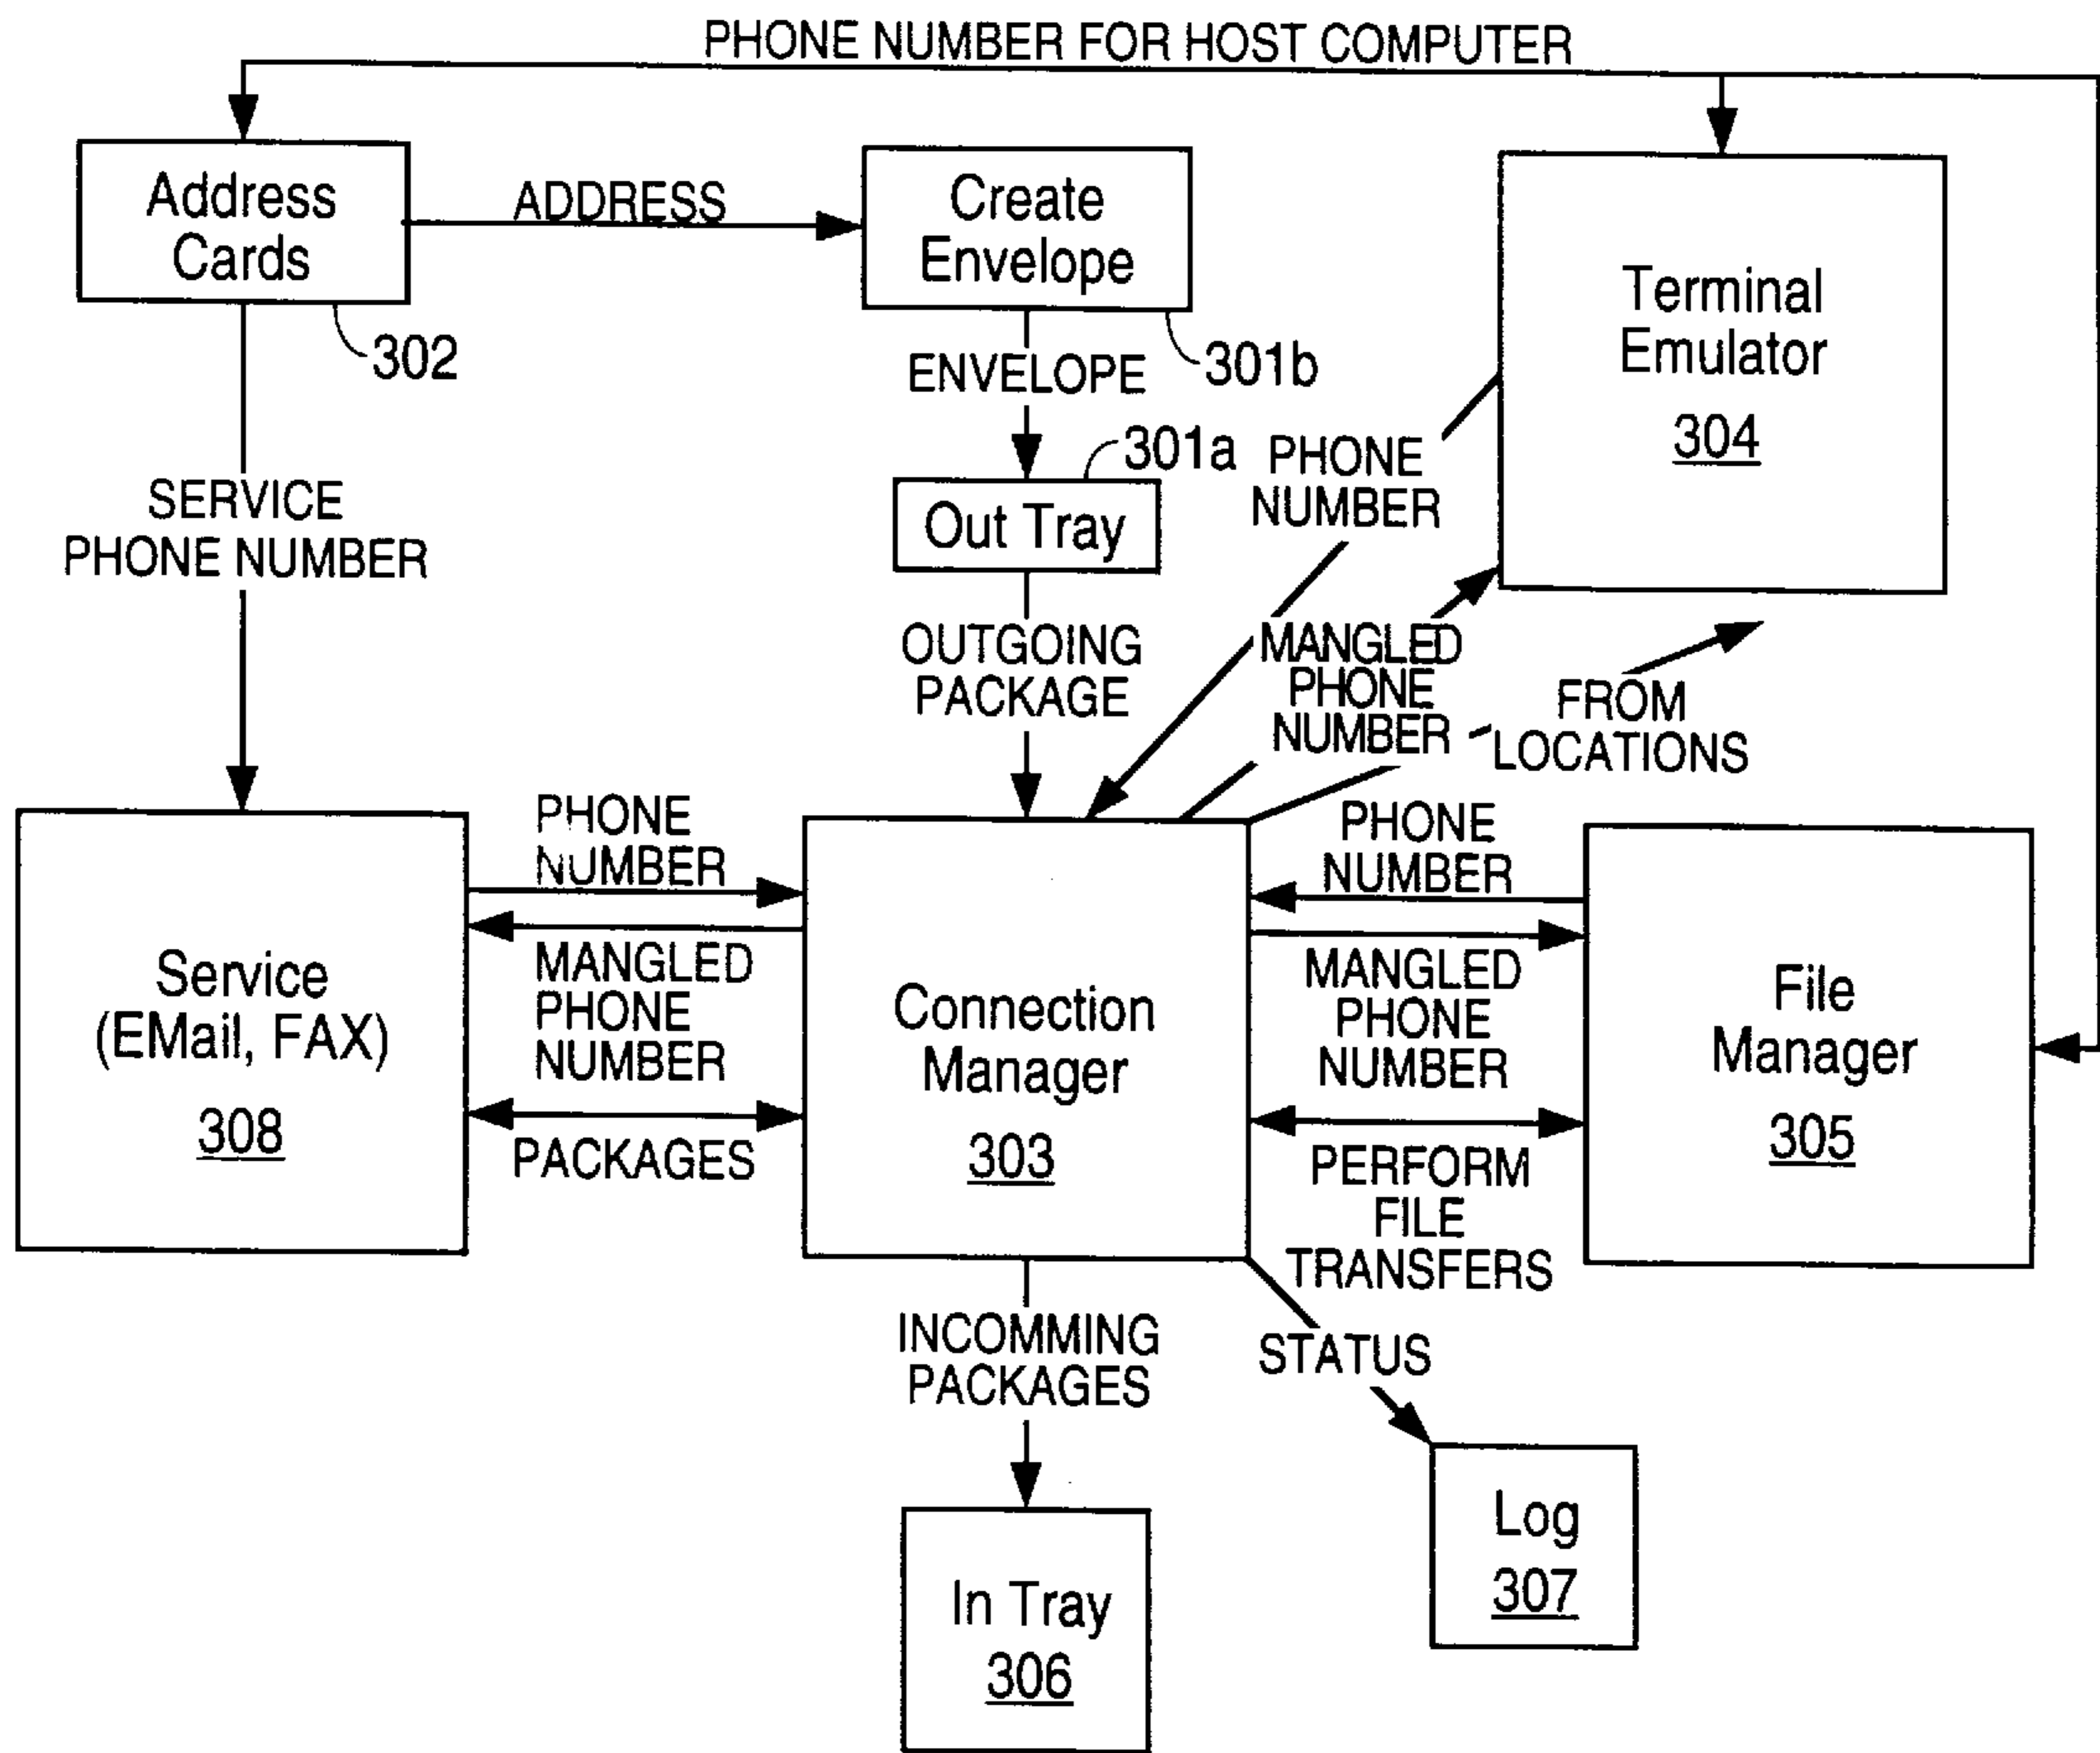 PHONE NUMBER FOR HOST COMPUTER
Address
Cards
302
ADDRESS
Create
Envelope
301b
ENVELOPE
301a
Out Tray
OUTGOING
PACKAGE
Terminal
Emulator
304
PHONE
NUMBER
MANGLED
PHONE
NUMBER
FROM
LOCATIONS
SERVICE
PHONE NUMBER
Service
(EMail, FAX)
308
PHONE
NUMBER
MANGLED
PHONE
NUMBER
PACKAGES
Connection
Manager
303
PHONE
NUMBER
MANGLED
PHONE
NUMBER
PERFORM
FILE
TRANSFERS
File
Manager
305
INCOMMING
PACKAGES
STATUS
In Tray
306
Log
307